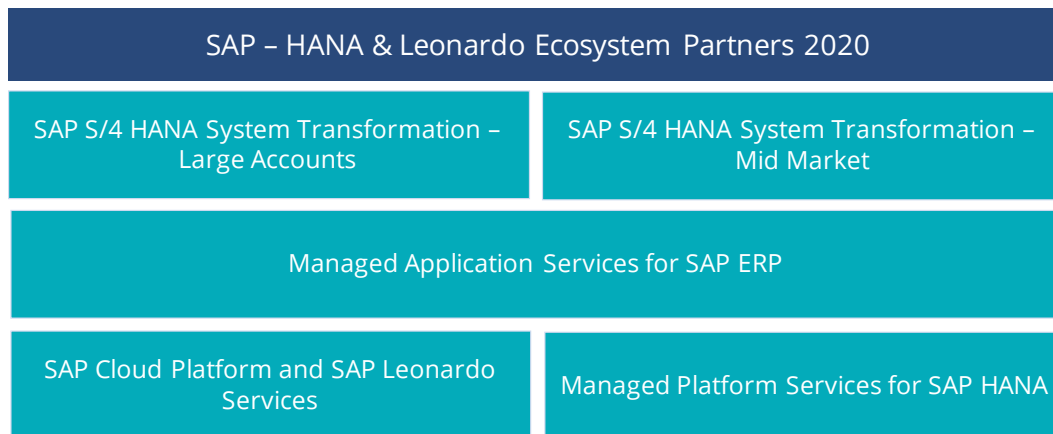 SAP – HANA & Leonardo Ecosystem Partners 2020
SAP S/4 HANA System Transformation –
Large Accounts
SAP S/4 HANA System Transformation –
Mid Market
Managed Application Services for SAP ERP
SAP Cloud Platform and SAP Leonardo
Services
Managed Platform Services for SAP HANA